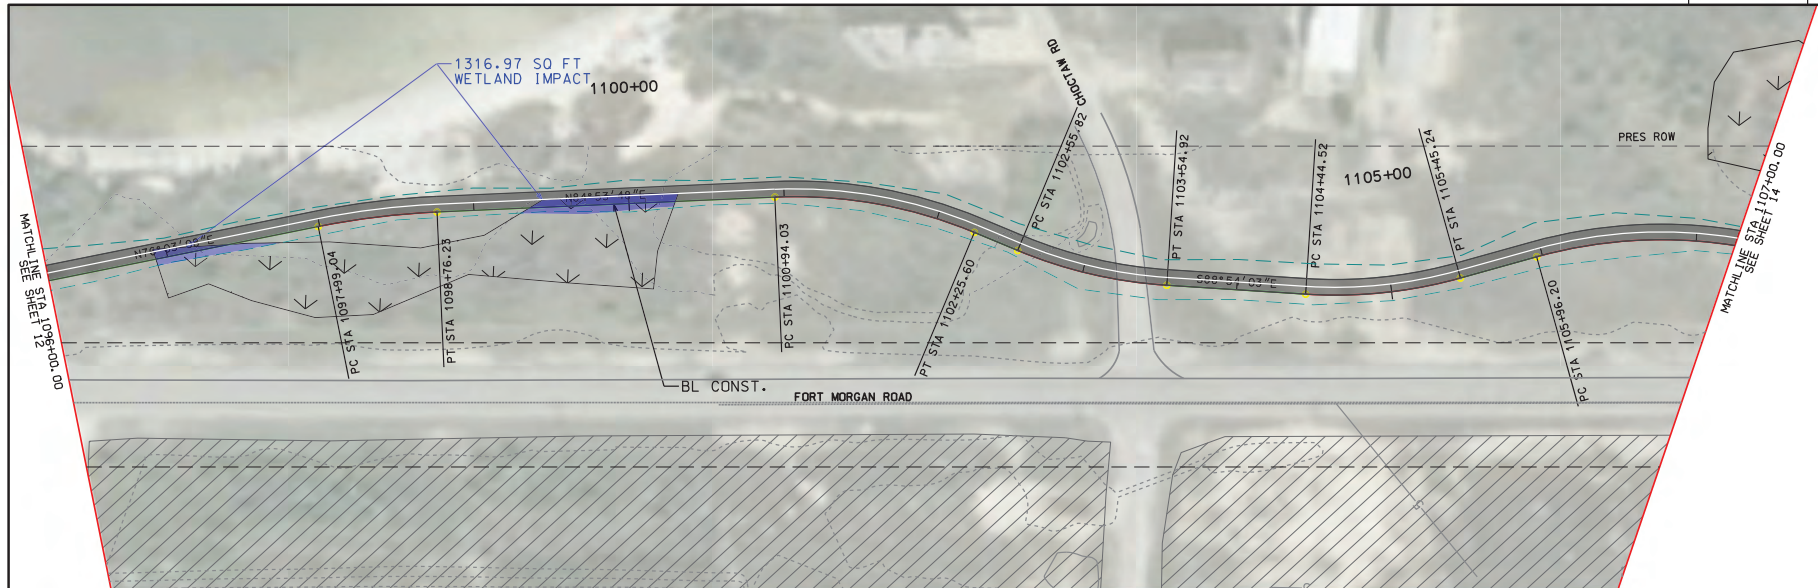 1316.97 SQ FT
WETLAND IMPACT
1100+00
CHOCTAW RD
PRES ROW
1105+00
MATCHLINE STA 1096+00.00
SEE SHEET 12
N84°53'49"E
PC STA 1097+99.04
PT STA 1098+76.23
PC STA 1100+94.03
PT STA 1102+25.60
PC STA 1102+55.82
PT STA 1103+54.92
PC STA 1104+44.52
PT STA 1105+45.24
PC STA 1105+96.20
S88°54'03"E
MATCHLINE STA 1107+00.00
SEE SHEET 14
BL CONST.
FORT MORGAN ROAD